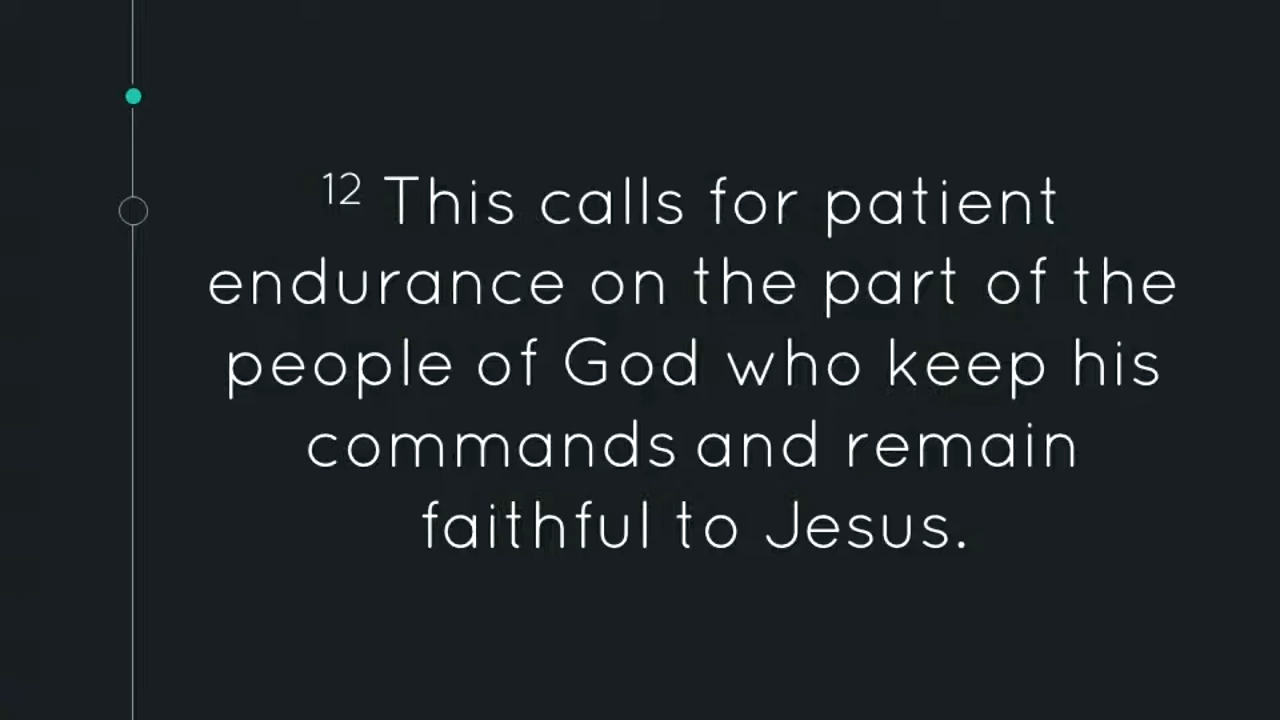 12 This calls for patient
endurance on the part of the
people of God who keep his
commands and remain
faithful to Jesus.